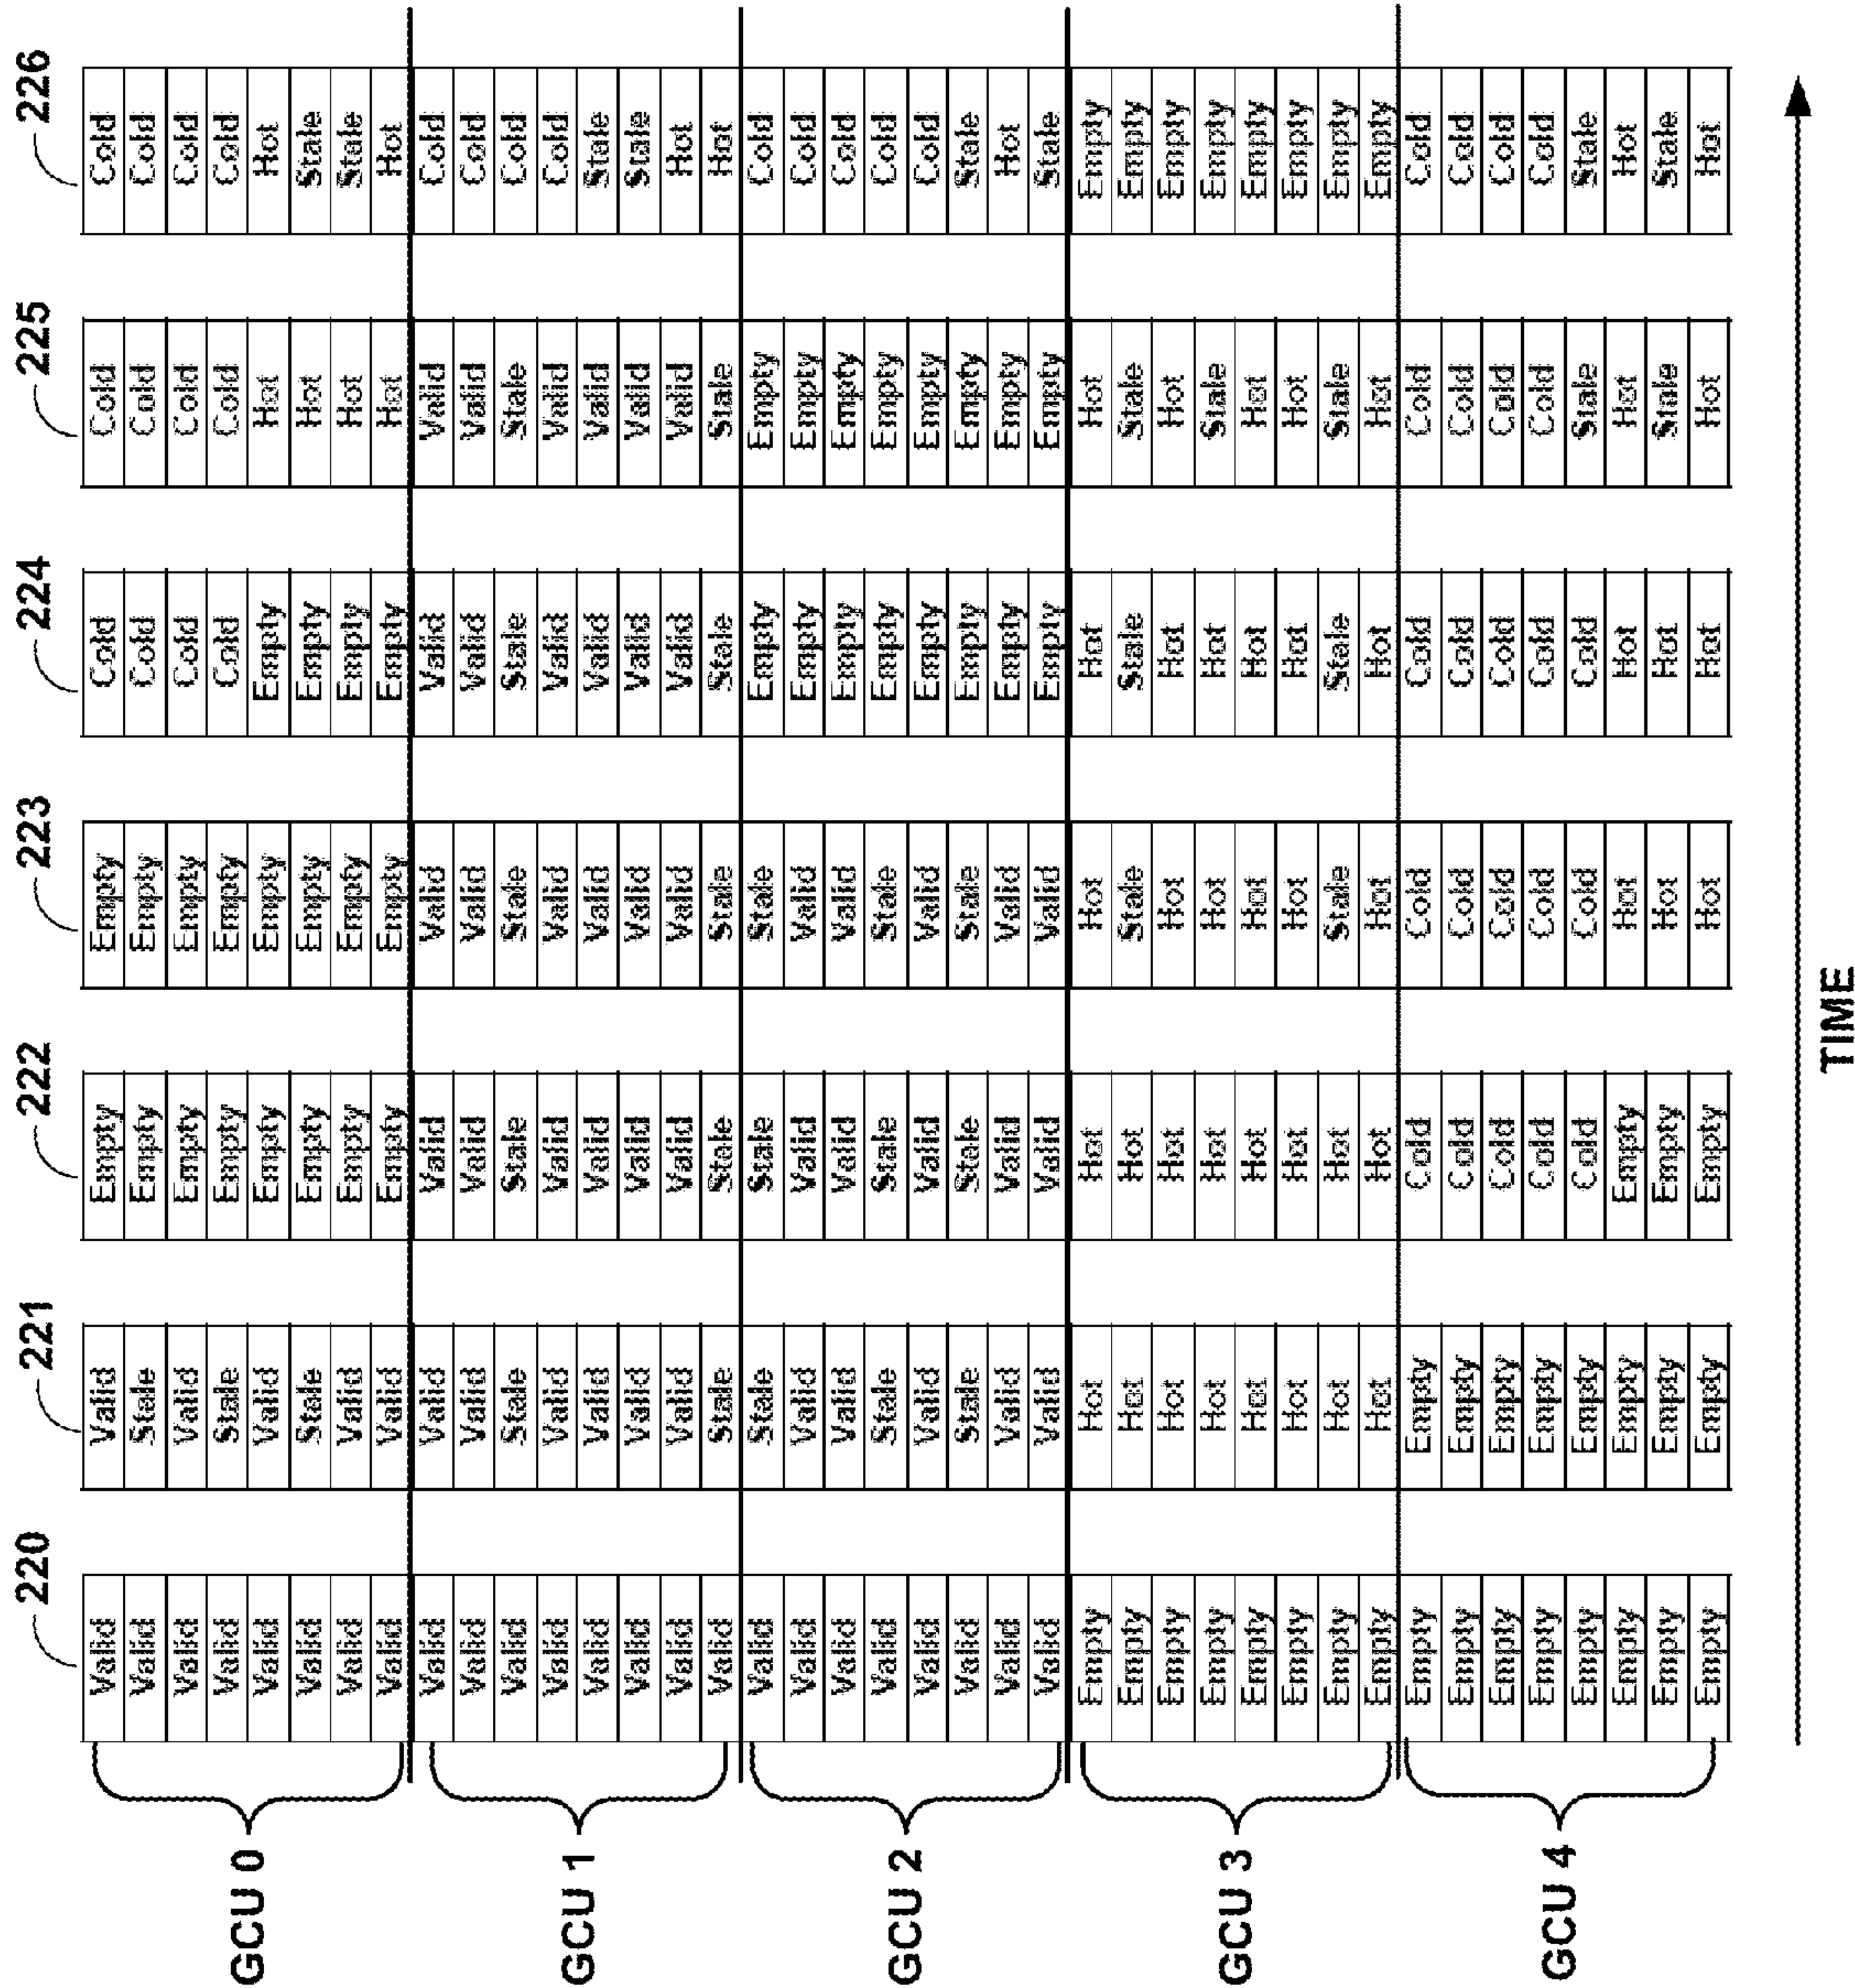 220 221 222 223 224 225 226
GCU 0
Valid Valid Empty Empty Cold Cold Cold
Valid Stale Empty Empty Cold Cold Cold
Valid Valid Empty Empty Cold Cold Cold
Valid Stale Empty Empty Cold Cold Cold
Valid Valid Empty Empty Empty Hot Hot
Valid Stale Empty Empty Empty Hot Stale
Valid Valid Empty Empty Empty Hot Stale
Valid Valid Empty Empty Empty Hot Hot
GCU 1
Valid Valid Valid Valid Valid Valid Cold
Valid Valid Valid Valid Valid Valid Cold
Valid Stale Stale Stale Stale Stale Cold
Valid Valid Valid Valid Valid Valid Cold
Valid Valid Valid Valid Valid Valid Stale
Valid Valid Valid Valid Valid Valid Stale
Valid Valid Valid Valid Valid Valid Hot
Valid Stale Stale Stale Stale Stale Hot
GCU 2
Valid Stale Stale Stale Empty Empty Cold
Valid Valid Valid Valid Empty Empty Cold
Valid Valid Valid Valid Empty Empty Cold
Valid Stale Stale Stale Empty Empty Cold
Valid Valid Valid Valid Empty Empty Cold
Valid Stale Stale Stale Empty Empty Stale
Valid Valid Valid Valid Empty Empty Hot
Valid Valid Valid Valid Empty Empty Stale
GCU 3
Empty Hot Hot Hot Hot Hot Empty
Empty Hot Hot Stale Stale Stale Empty
Empty Hot Hot Hot Hot Hot Empty
Empty Hot Hot Hot Hot Stale Empty
Empty Hot Hot Hot Hot Hot Empty
Empty Hot Hot Hot Hot Hot Empty
Empty Hot Hot Stale Stale Stale Empty
Empty Hot Hot Hot Hot Hot Empty
GCU 4
Empty Empty Cold Cold Cold Cold Cold
Empty Empty Cold Cold Cold Cold Cold
Empty Empty Cold Cold Cold Cold Cold
Empty Empty Cold Cold Cold Cold Cold
Empty Empty Cold Cold Cold Stale Stale
Empty Empty Empty Hot Hot Hot Hot
Empty Empty Empty Hot Hot Stale Stale
Empty Empty Empty Hot Hot Hot Hot
TIME